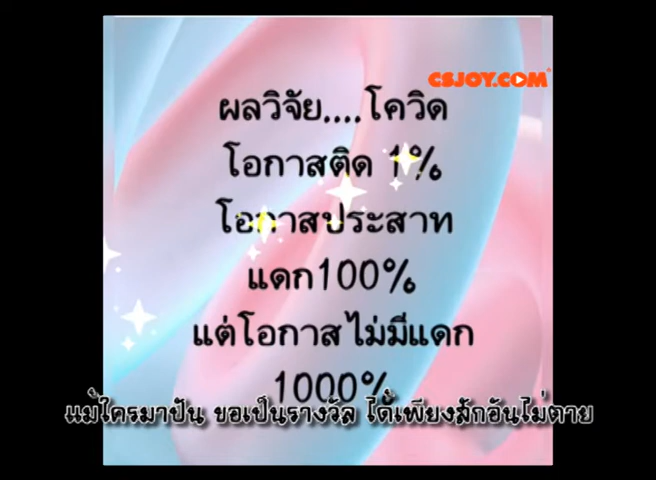 CSJOY.COM
ผลวิจัย....โควิด
โอกาสติด 1%
โอกาสประสาท
แดก100%
แต่โอกาสไม่มีแดก
1000%
แม้ใครมาปัน ขอเป็นรางวัล ได้เพียงสักอันไม่ตาย